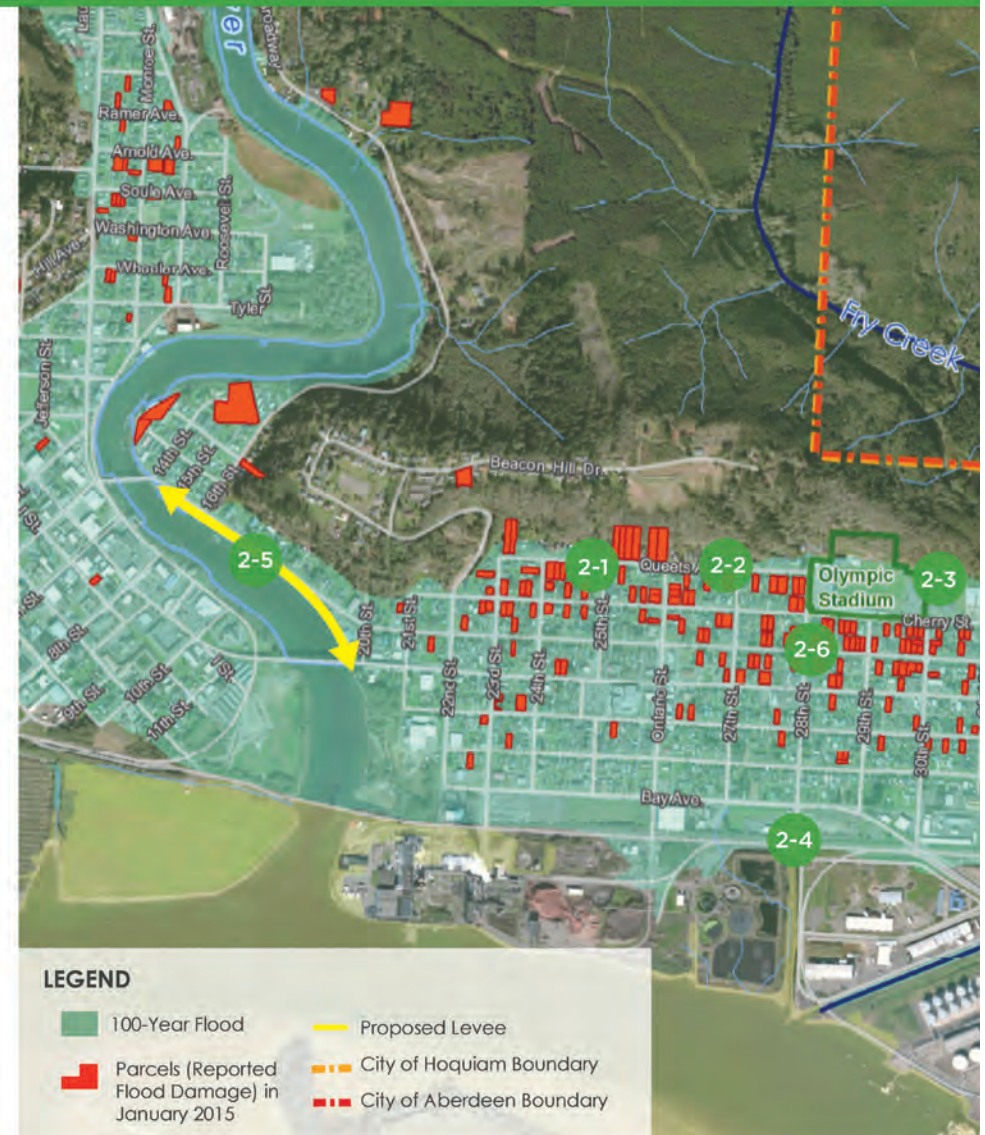 Monroe St.
Ramer Ave.
Arnold Ave.
Soule Ave.
Washington Ave.
Roosevelt St.
Hill Ave.
Wheeler Ave.
Tyler St.
Fry Creek
Jefferson St.
14th St.
15th St.
16th St.
Beacon Hill Dr.
2-5
2-1
Queets
2-2
Olympic
Stadium
2-3
Cherry St.
2-6
20th St.
21st St.
22nd St.
23rd St.
24th St.
25th St.
Ontario St.
27th St.
28th St.
29th St.
30th St.
8th St.
9th St.
10th St.
11th St.
Bay Ave.
2-4
LEGEND
100-Year Flood
Parcels (Reported
Flood Damage) in
January 2015
Proposed Levee
City of Hoquiam Boundary
City of Aberdeen Boundary